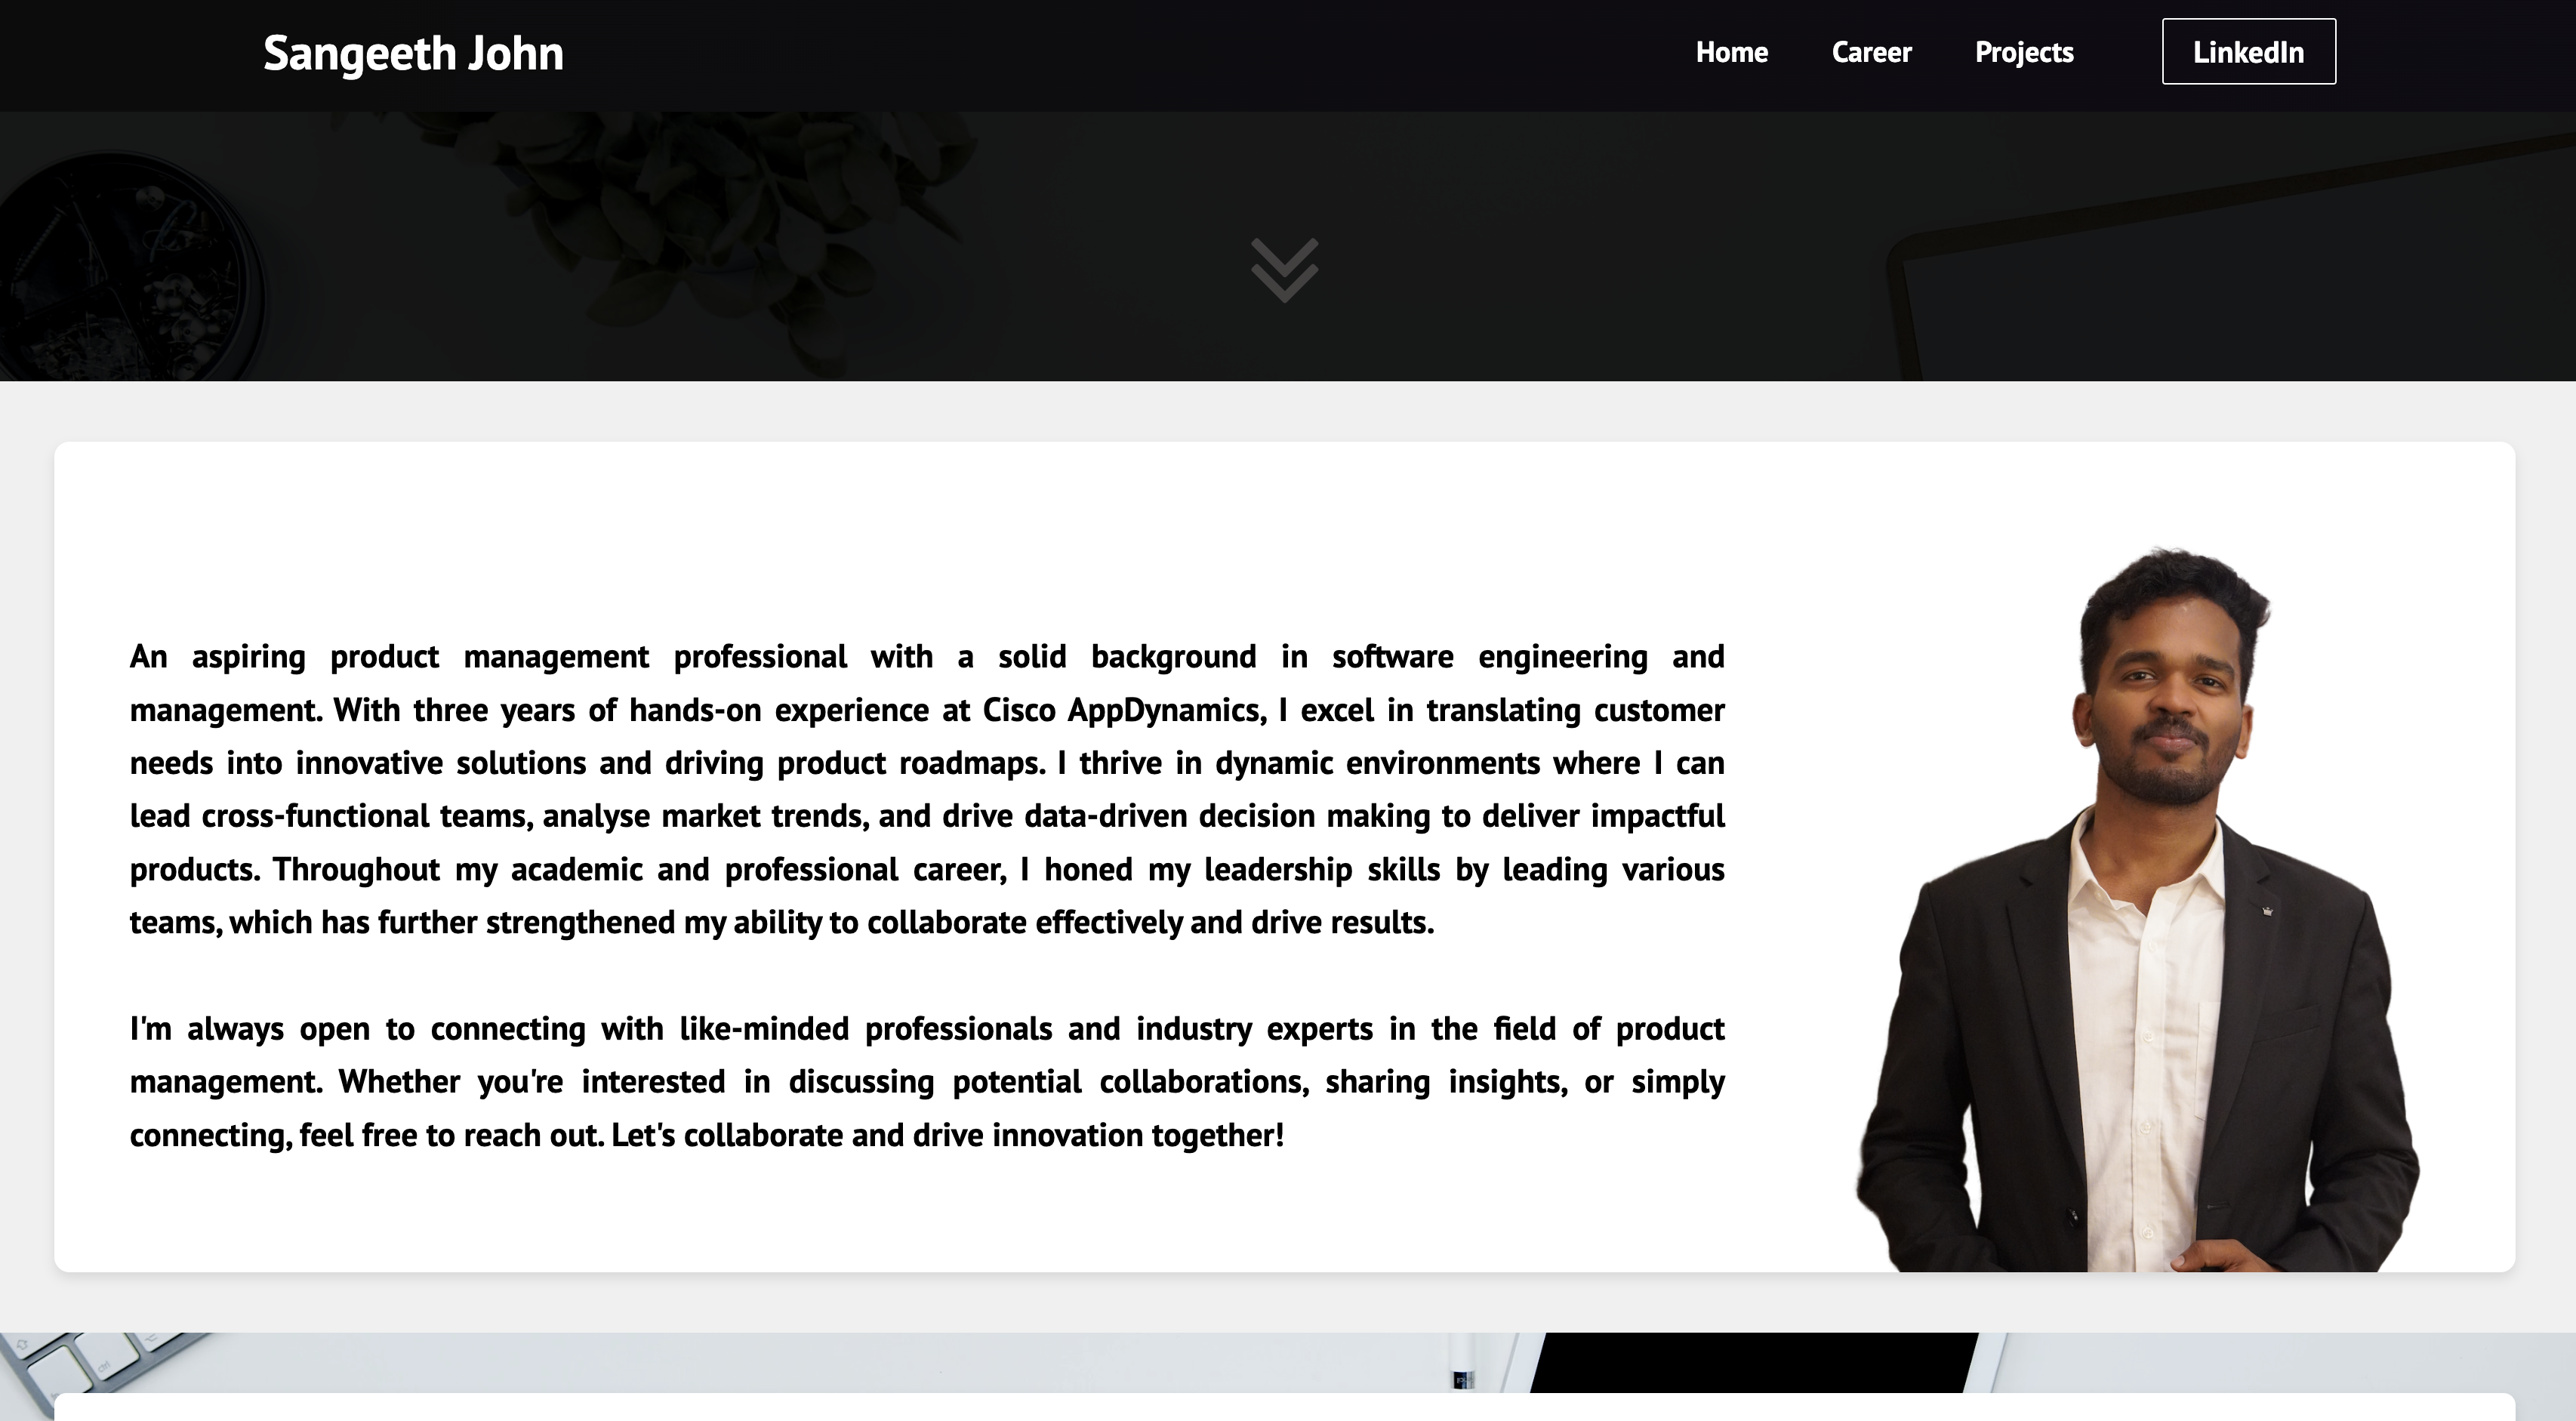 Sangeeth John
Home
Career
Projects
LinkedIn
An aspiring product management professional with a solid background in software engineering and
management. With three years of hands-on experience at Cisco AppDynamics, I excel in translating customer
needs into innovative solutions and driving product roadmaps. I thrive in dynamic environments where I can
lead cross-functional teams, analyse market trends, and drive data-driven decision making to deliver impactful
products. Throughout my academic and professional career, I honed my leadership skills by leading various
teams, which has further strengthened my ability to collaborate effectively and drive results.
I'm always open to connecting with like-minded professionals and industry experts in the field of product
management. Whether you're interested in discussing potential collaborations, sharing insights, or simply
connecting, feel free to reach out. Let's collaborate and drive innovation together!
ctrl